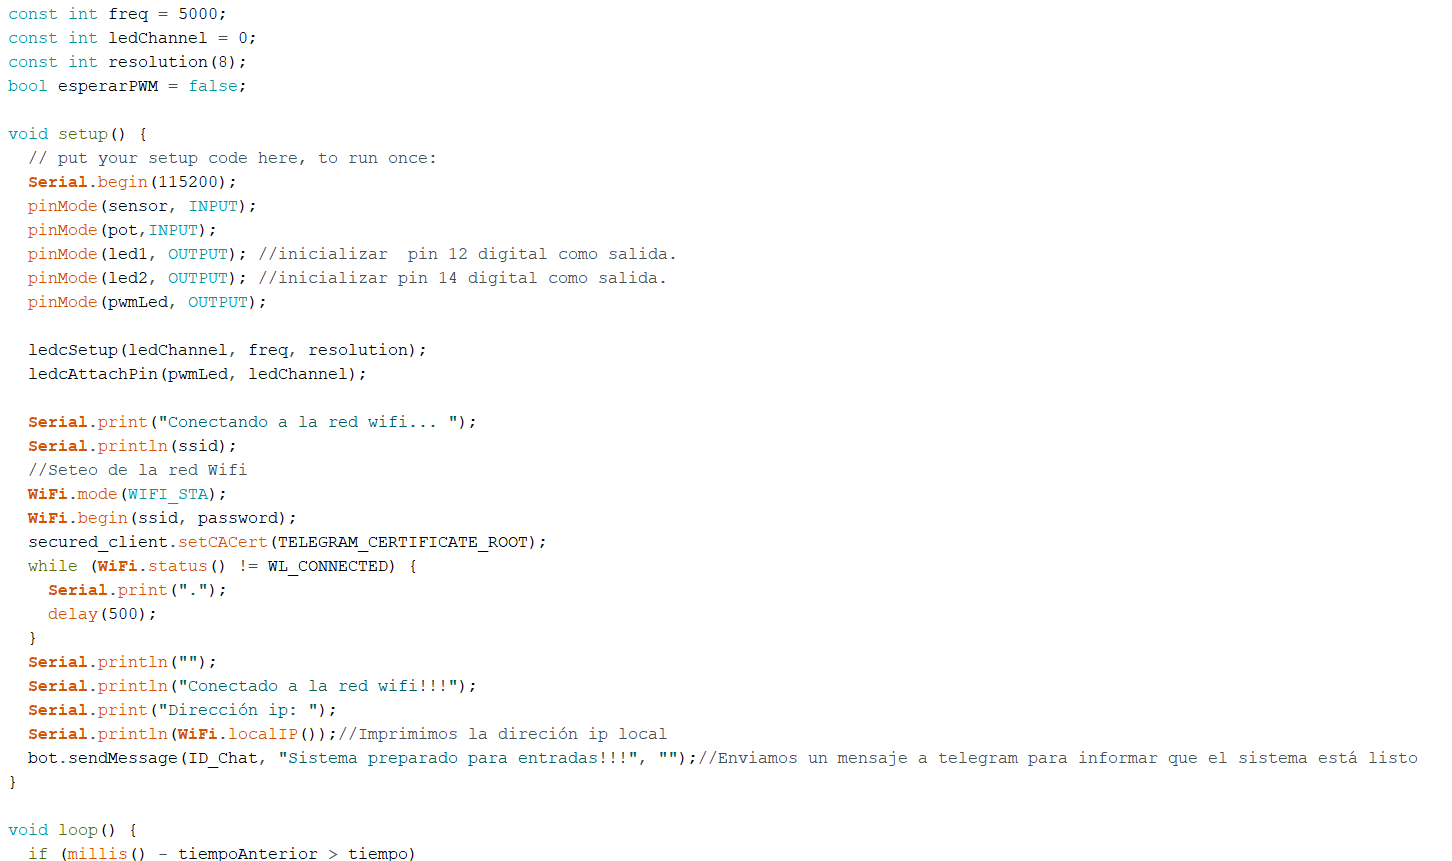 const int freq = 5000;
const int ledChannel = 0;
const int resolution(8);
bool esperarPWM = false;

void setup() {
  // put your setup code here, to run once:
  Serial.begin(115200);
  pinMode(sensor, INPUT);
  pinMode(pot,INPUT);
  pinMode(led1, OUTPUT); //inicializar  pin 12 digital como salida.
  pinMode(led2, OUTPUT); //inicializar pin 14 digital como salida.
  pinMode(pwmLed, OUTPUT);

  ledcSetup(ledChannel, freq, resolution);
  ledcAttachPin(pwmLed, ledChannel);

  Serial.print("Conectando a la red wifi... ");
  Serial.println(ssid);
  //Seteo de la red Wifi
  WiFi.mode(WIFI_STA);
  WiFi.begin(ssid, password);
  secured_client.setCACert(TELEGRAM_CERTIFICATE_ROOT);
  while (WiFi.status() != WL_CONNECTED) {
    Serial.print(".");
    delay(500);
  }
  Serial.println("");
  Serial.println("Conectado a la red wifi!!!");
  Serial.print("Dirección ip: ");
  Serial.println(WiFi.localIP());//Imprimimos la direción ip local
  bot.sendMessage(ID_Chat, "Sistema preparado para entradas!!!", "");//Enviamos un mensaje a telegram para informar que el sistema está listo
}

void loop() {
  if (millis() - tiempoAnterior > tiempo)